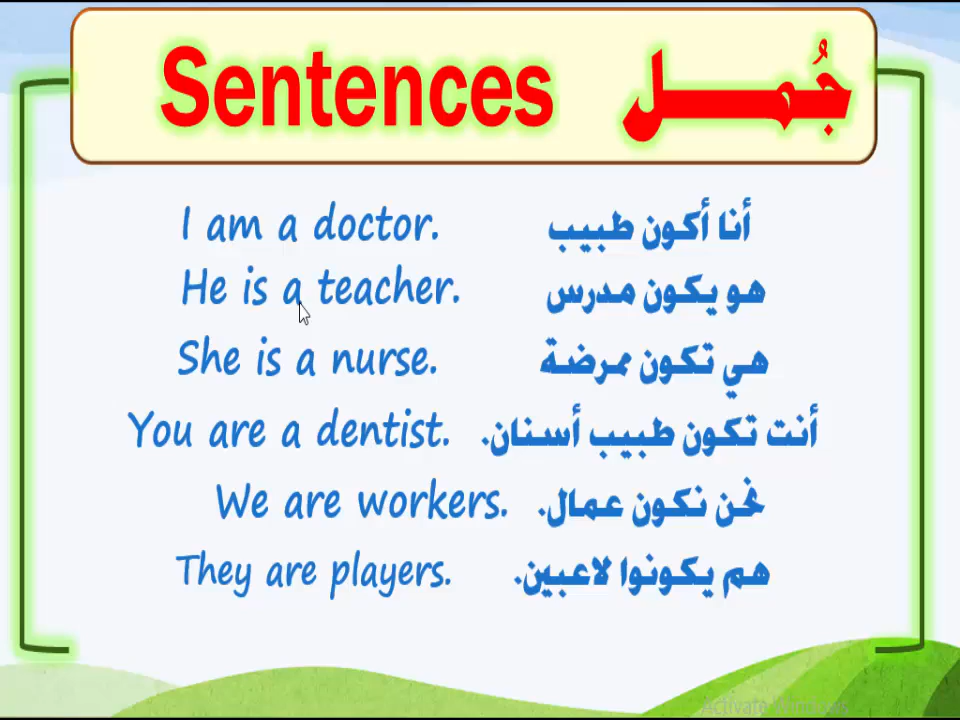 Sentences جُمـــل
I am a doctor. أنا أكون طبيب
He is a teacher. هو يكون مدرس
She is a nurse. هي تكون ممرضة
You are a dentist. أنت تكون طبيب أسنان.
We are workers. نحن نكون عمال.
They are players. هم يكونوا لاعبين.